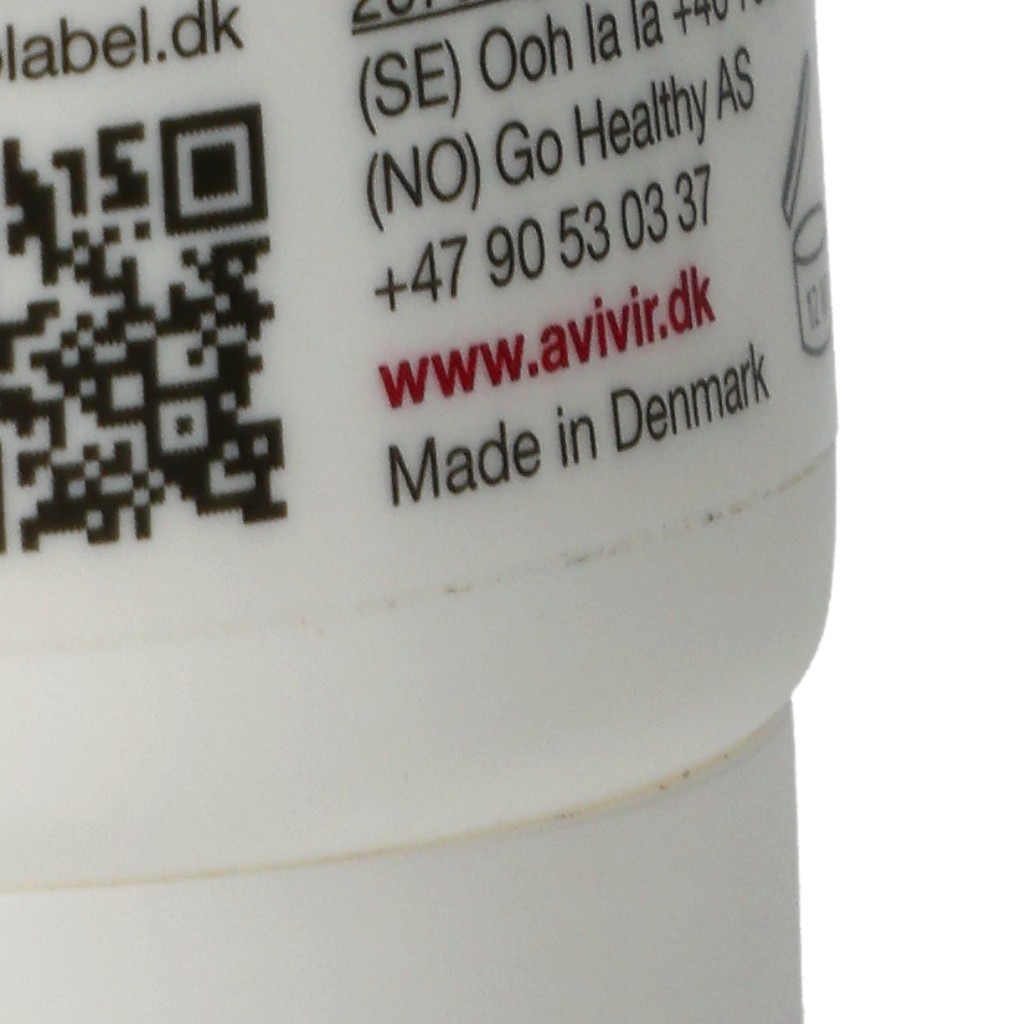 label.dk
(SE) Ooh la la
(NO) Go Healthy AS
+47 90 53 03 37
www.avivir.dk
Made in Denmark